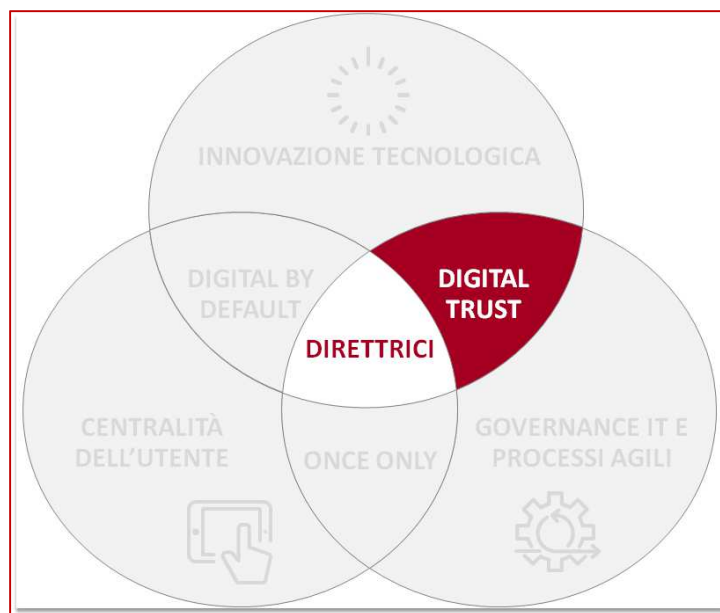 INNOVAZIONE TECNOLOGICA
DIGITAL BY
DEFAULT
DIGITAL
TRUST
DIRETTRICI
CENTRALITÀ
DELL'UTENTE
ONCE ONLY
GOVERNANCE IT E
PROCESSI AGILI